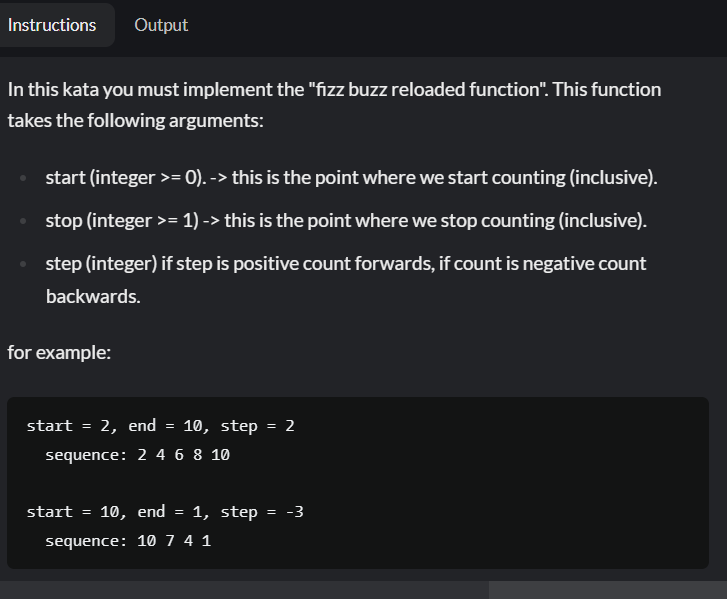 Instructions Output
In this kata you must implement the "fizz buzz reloaded function". This function
takes the following arguments:
start (integer >= 0). -> this is the point where we start counting (inclusive).
stop (integer >= 1) -> this is the point where we stop counting (inclusive).
step (integer) if step is positive count forwards, if count is negative count
backwards.
for example:
start = 2, end = 10, step = 2
sequence: 2 4 6 8 10
start = 10, end = 1, step = -3
sequence: 10 7 4 1